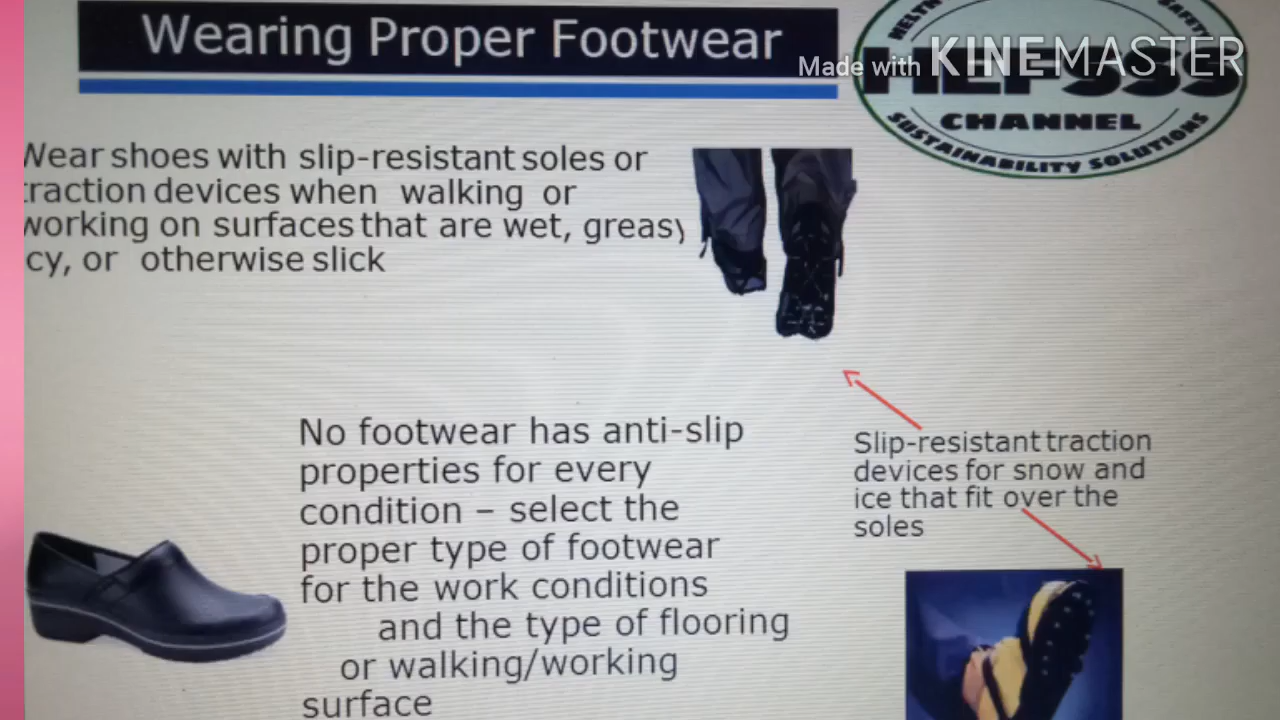 Wearing Proper Footwear
Made with KINEMASTER
CHANNEL
SUSTAINABILITY SOLUTIONS
Wear shoes with slip-resistant soles or
traction devices when walking or
working on surfaces that are wet, greasy
cy, or otherwise slick
No footwear has anti-slip
properties for every
condition – select the
proper type of footwear
for the work conditions
and the type of flooring
or walking/working
surface
Slip-resistant traction
devices for snow and
ice that fit over the
soles